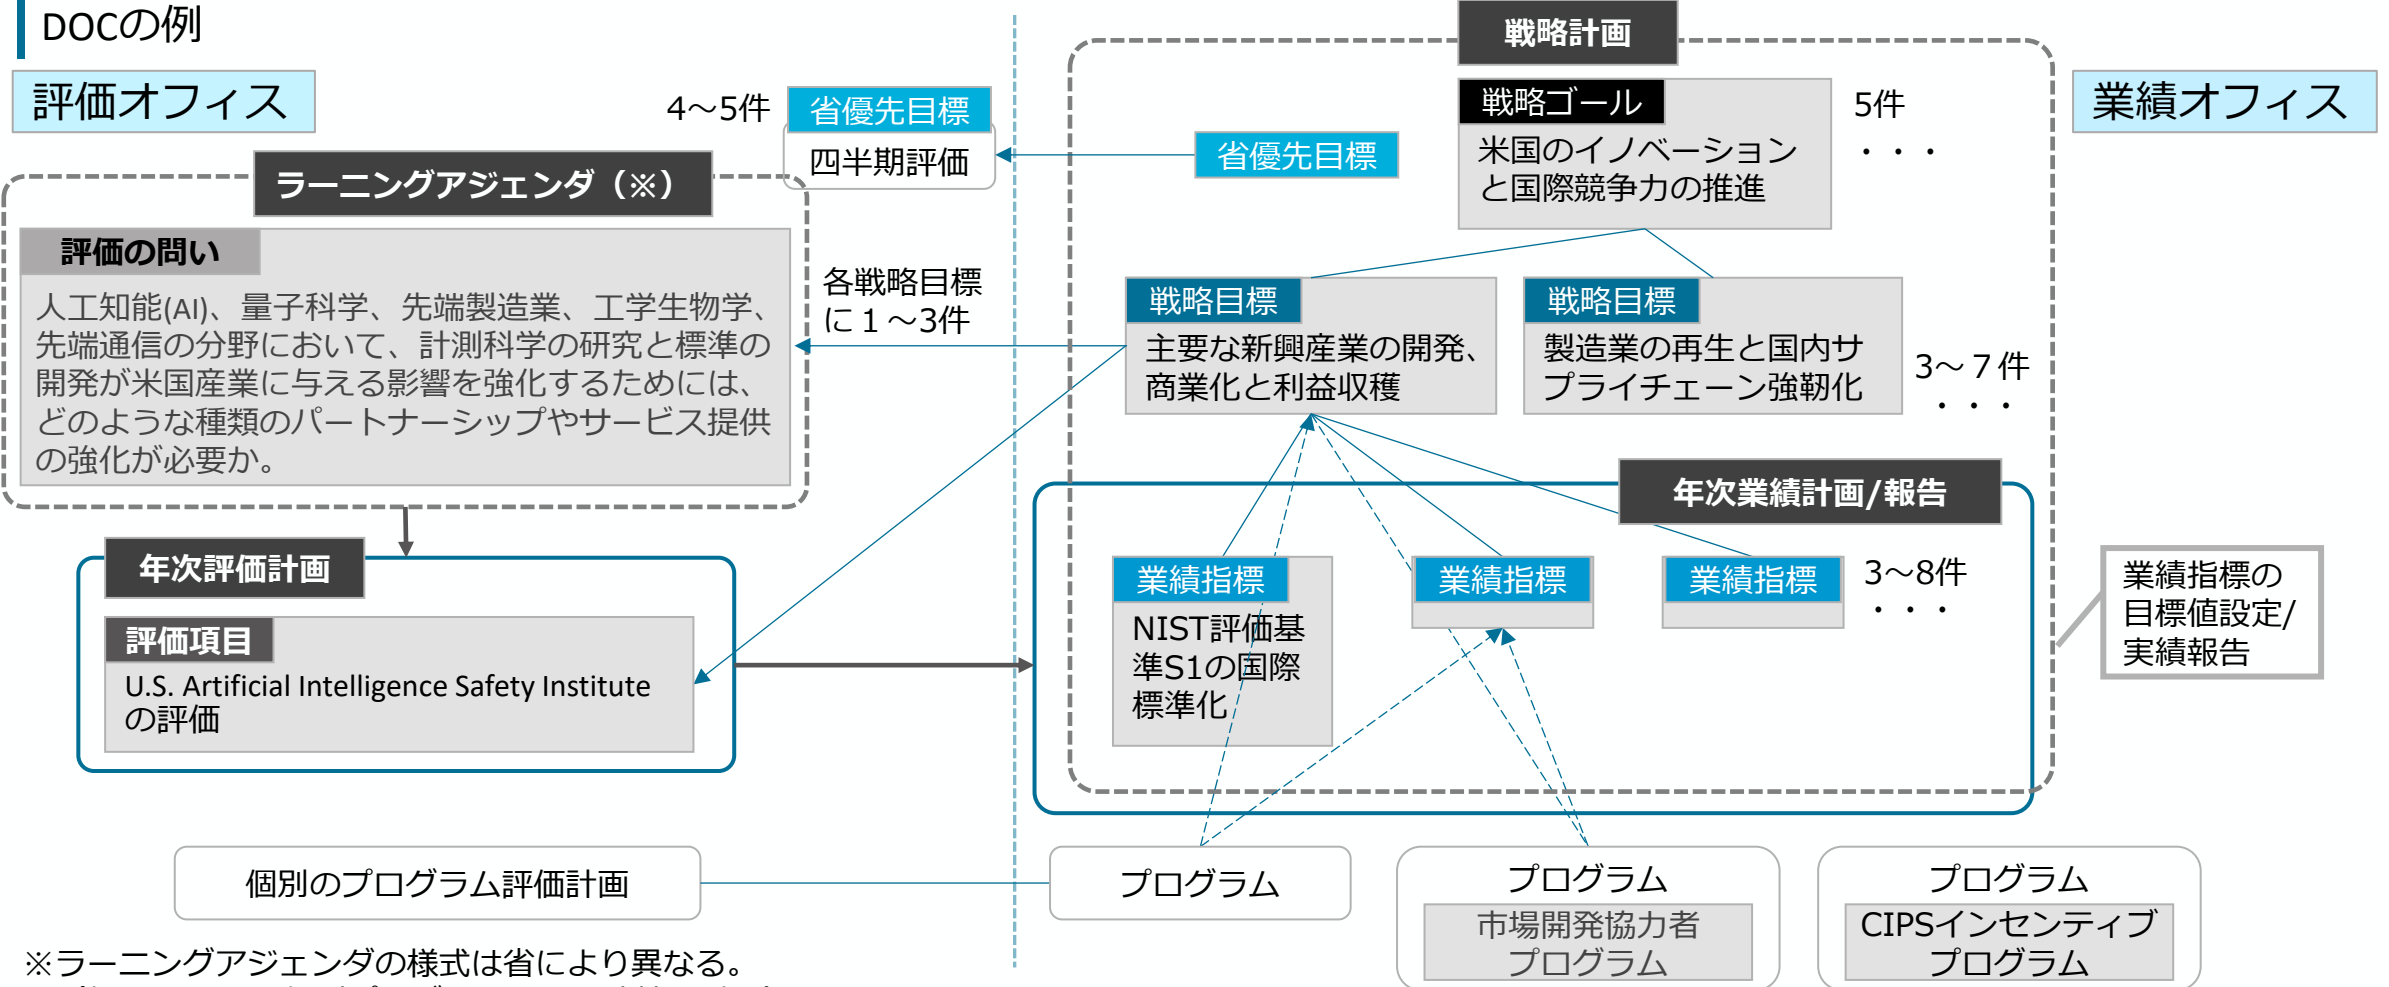 DOCの例
評価オフィス
4～5件
省優先目標
四半期評価
ラーニングアジェンダ（※）
評価の問い
人工知能(AI)、量子科学、先端製造業、工学生物学、
先端通信の分野において、計測科学の研究と標準の
開発が米国産業に与える影響を強化するためには、
どのような種類のパートナーシップやサービス提供
の強化が必要か。
各戦略目標
に１～3件
年次評価計画
評価項目
U.S. Artificial Intelligence Safety Institute
の評価
個別のプログラム評価計画
※ラーニングアジェンダの様式は省により異なる。
戦略計画
戦略ゴール
米国のイノベーション
と国際競争力の推進
5件
・・・
業績オフィス
省優先目標
戦略目標
主要な新興産業の開発、
商業化と利益収穫
戦略目標
製造業の再生と国内サ
プライチェーン強靭化
3～７件
・・・
年次業績計画/報告
業績指標
NIST評価基
準S1の国際
標準化
業績指標
業績指標
3～8件
・・・
業績指標の
目標値設定/
実績報告
プログラム
プログラム
市場開発協力者
プログラム
プログラム
CIPSインセンティブ
プログラム